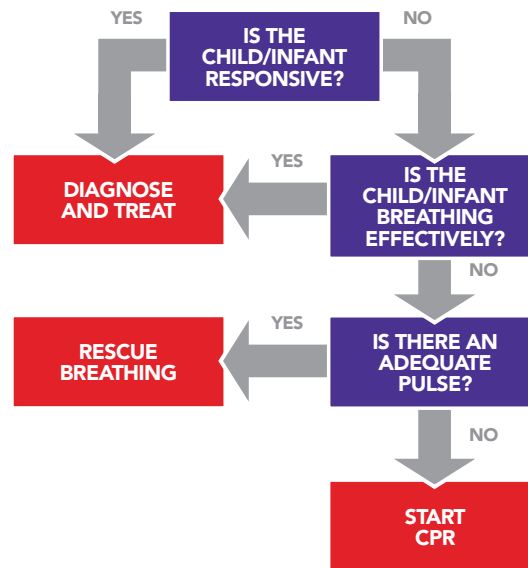 YES
IS THE
CHILD/INFANT
RESPONSIVE?
NO
DIAGNOSE
AND TREAT
YES
IS THE
CHILD/INFANT
BREATHING
EFFECTIVELY?
NO
RESCUE
BREATHING
YES
IS THERE AN
ADEQUATE
PULSE?
NO
START
CPR